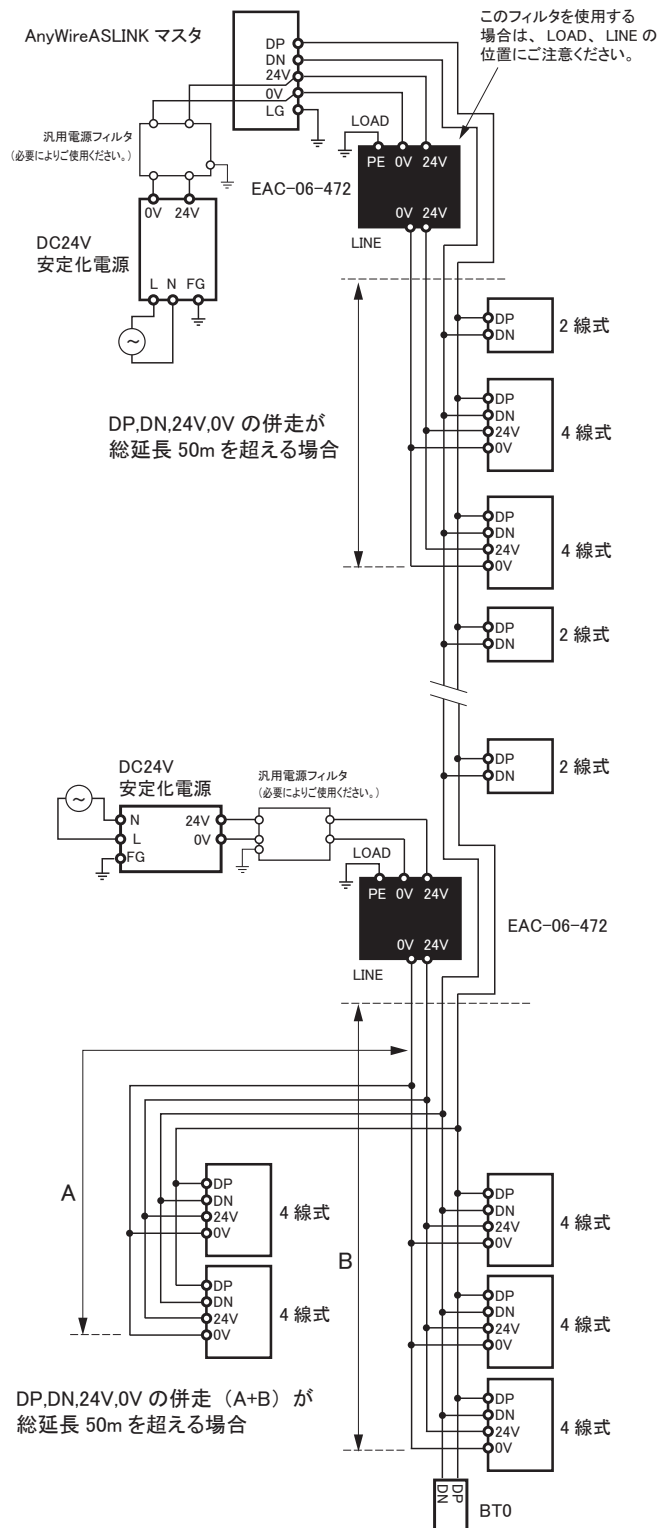 AnyWireASLINK マスタ
DP
DN
24V
0V
LG
このフィルタを使用する
場合は、LOAD、LINE の
位置にご注意ください。
汎用電源フィルタ
(必要によりご使用ください。)
LOAD
PE 0V 24V
EAC-06-472
0V 24V
LINE
0V 24V
DC24V
安定化電源
L N FG
~
DP
DN
2 線式
DP,DN,24V,0V の併走が
総延長 50m を超える場合
DP
DN
24V
0V
4 線式
DP
DN
24V
0V
4 線式
DP
DN
2 線式
DP
DN
2 線式
DC24V
安定化電源
汎用電源フィルタ
(必要によりご使用ください。)
~
N
L
FG
24V
0V
LOAD
PE 0V 24V
0V 24V
EAC-06-472
LINE
A
DP
DN
24V
0V
4 線式
DP
DN
24V
0V
4 線式
B
DP
DN
24V
0V
4 線式
DP
DN
24V
0V
4 線式
DP
DN
24V
0V
4 線式
DP,DN,24V,0V の併走（A+B）が
総延長 50m を超える場合
DN
DP
BT0